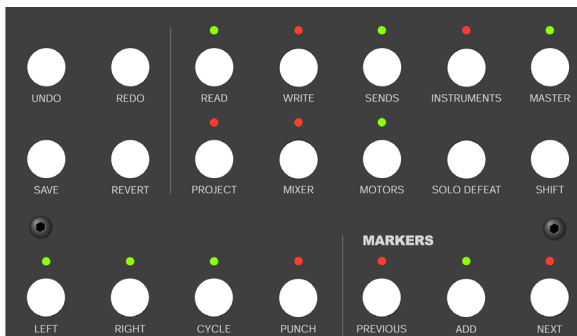 UNDO REDO READ WRITE SENDS INSTRUMENTS MASTER
SAVE REVERT PROJECT MIXER MOTORS SOLO DEFEAT SHIFT
MARKERS
LEFT RIGHT CYCLE PUNCH PREVIOUS ADD NEXT